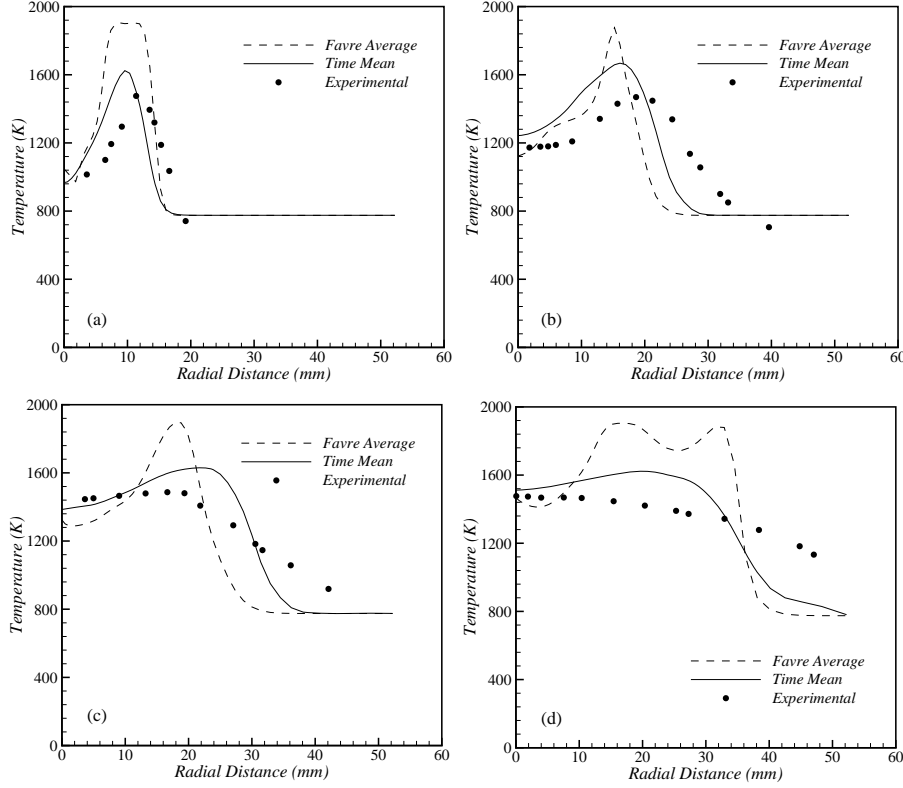 2000
1600
1200
800
400
0
Temperature (K)
Favre Average
Time Mean
Experimental
(a)
0 10 20 30 40 50 60
Radial Distance (mm)
2000
1600
1200
800
400
0
Temperature (K)
Favre Average
Time Mean
Experimental
(b)
0 10 20 30 40 50 60
Radial Distance (mm)
2000
1600
1200
800
400
0
Temperature (K)
Favre Average
Time Mean
Experimental
(c)
0 10 20 30 40 50 60
Radial Distance (mm)
2000
1600
1200
800
400
0
Temperature (K)
Favre Average
Time Mean
Experimental
(d)
0 10 20 30 40 50 60
Radial Distance (mm)